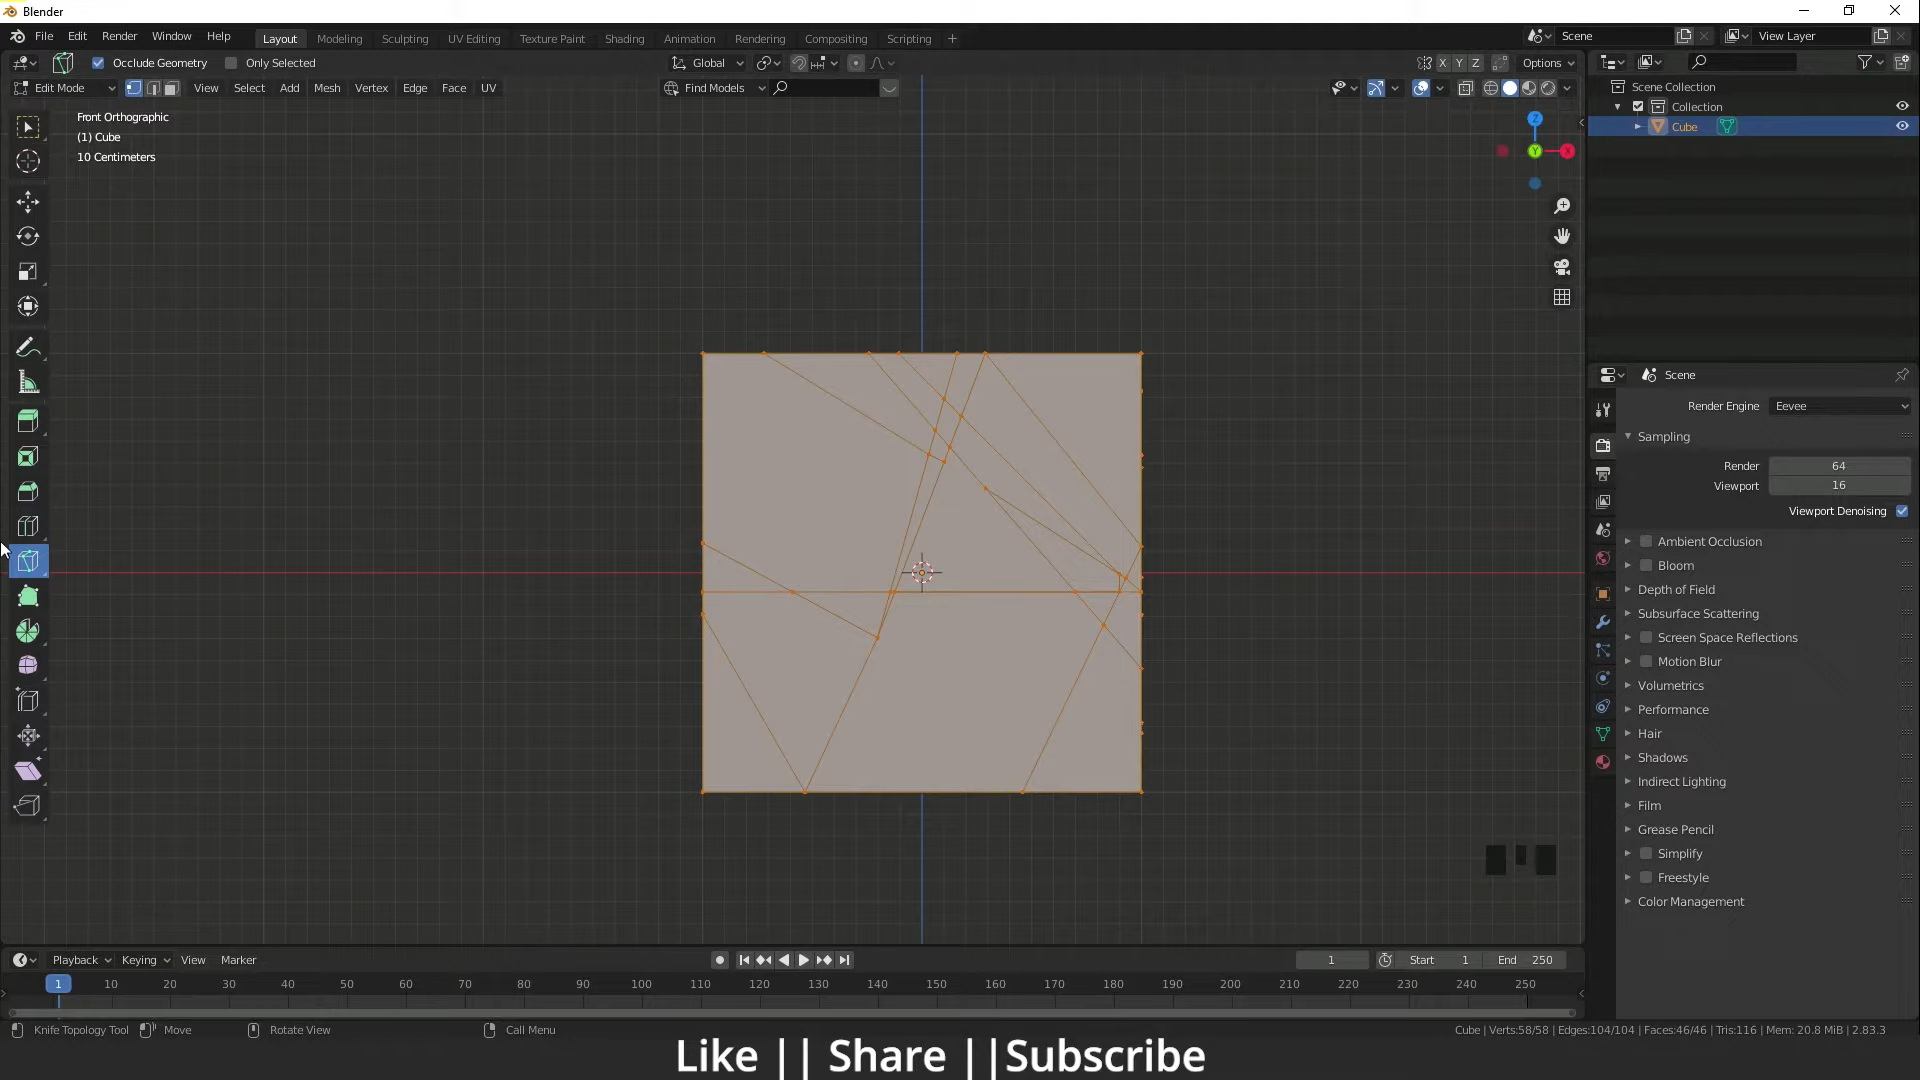 Blender
File Edit Render Window Help
Layout Modeling Sculpting UV Editing Texture Paint Shading Animation Rendering Compositing Scripting +
Scene
View Layer
Occlude Geometry Only Selected
Global
X Y Z Options
Edit Mode View Select Add Mesh Vertex Edge Face UV
Find Models
Front Orthographic
(1) Cube
10 Centimeters
Z
Y
X
Scene Collection
Collection
Cube
Scene
Render Engine Eevee
Sampling
Render 64
Viewport 16
Viewport Denoising
Ambient Occlusion
Bloom
Depth of Field
Subsurface Scattering
Screen Space Reflections
Motion Blur
Volumetrics
Performance
Hair
Shadows
Indirect Lighting
Film
Grease Pencil
Simplify
Freestyle
Color Management
Playback Keying View Marker
1 Start 1 End 250
1 10 20 30 40 50 60 70 80 90 100 110 120 130 140 150 160 170 180 190 200 210 220 230 240 250
Knife Topology Tool Move Rotate View Call Menu
Cube | Verts:58/58 | Edges:104/104 | Faces:46/46 | Tris:116 | Mem: 20.8 MiB | 2.83.3
Like || Share ||Subscribe